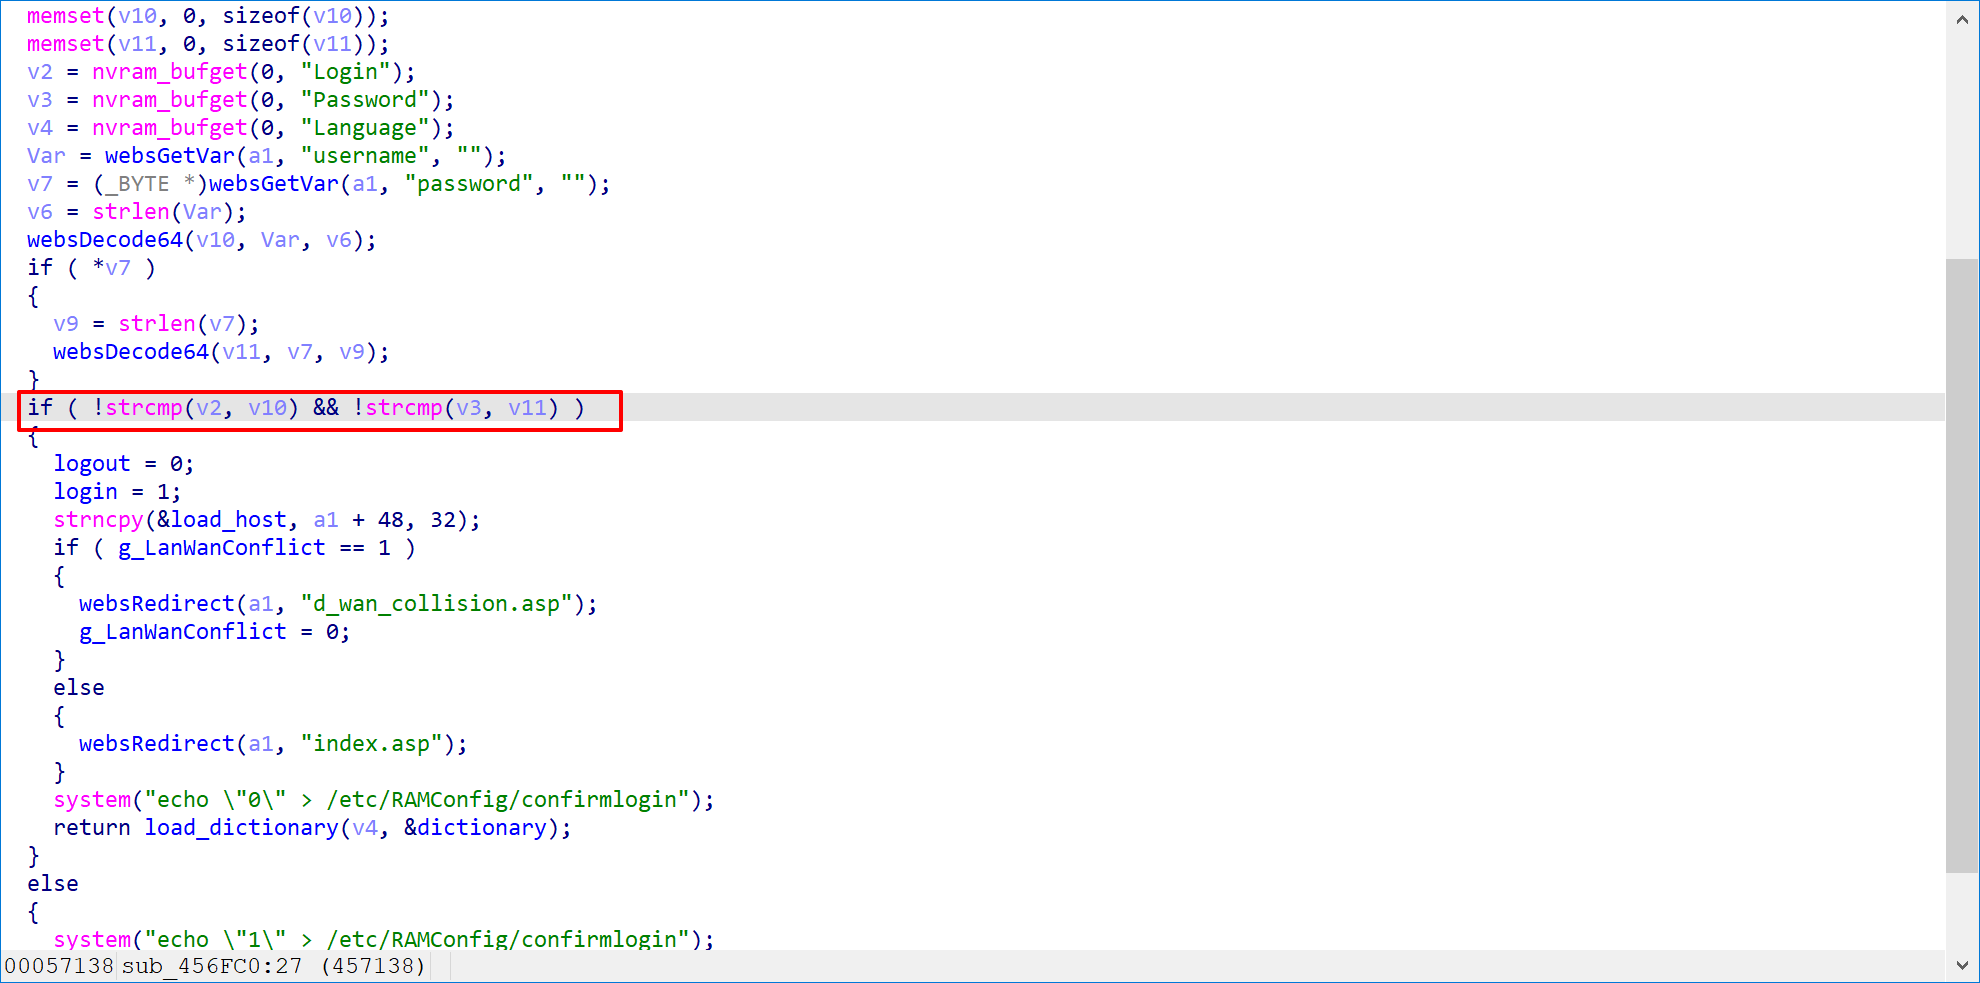 memset(v10, 0, sizeof(v10));
memset(v11, 0, sizeof(v11));
v2 = nvram_bufget(0, "Login");
v3 = nvram_bufget(0, "Password");
v4 = nvram_bufget(0, "Language");
Var = websGetVar(a1, "username", "");
v7 = (_BYTE *)websGetVar(a1, "password", "");
v6 = strlen(Var);
websDecode64(v10, Var, v6);
if ( *v7 )
{
  v9 = strlen(v7);
  websDecode64(v11, v7, v9);
}
if ( !strcmp(v2, v10) && !strcmp(v3, v11) )
{
  logout = 0;
  login = 1;
  strncpy(&load_host, a1 + 48, 32);
  if ( g_LanWanConflict == 1 )
  {
    websRedirect(a1, "d_wan_collision.asp");
    g_LanWanConflict = 0;
  }
  else
  {
    websRedirect(a1, "index.asp");
  }
  system("echo \"0\" > /etc/RAMConfig/confirmlogin");
  return load_dictionary(v4, &dictionary);
}
else
{
  system("echo \"1\" > /etc/RAMConfig/confirmlogin");
00057138 sub_456FC0:27 (457138)